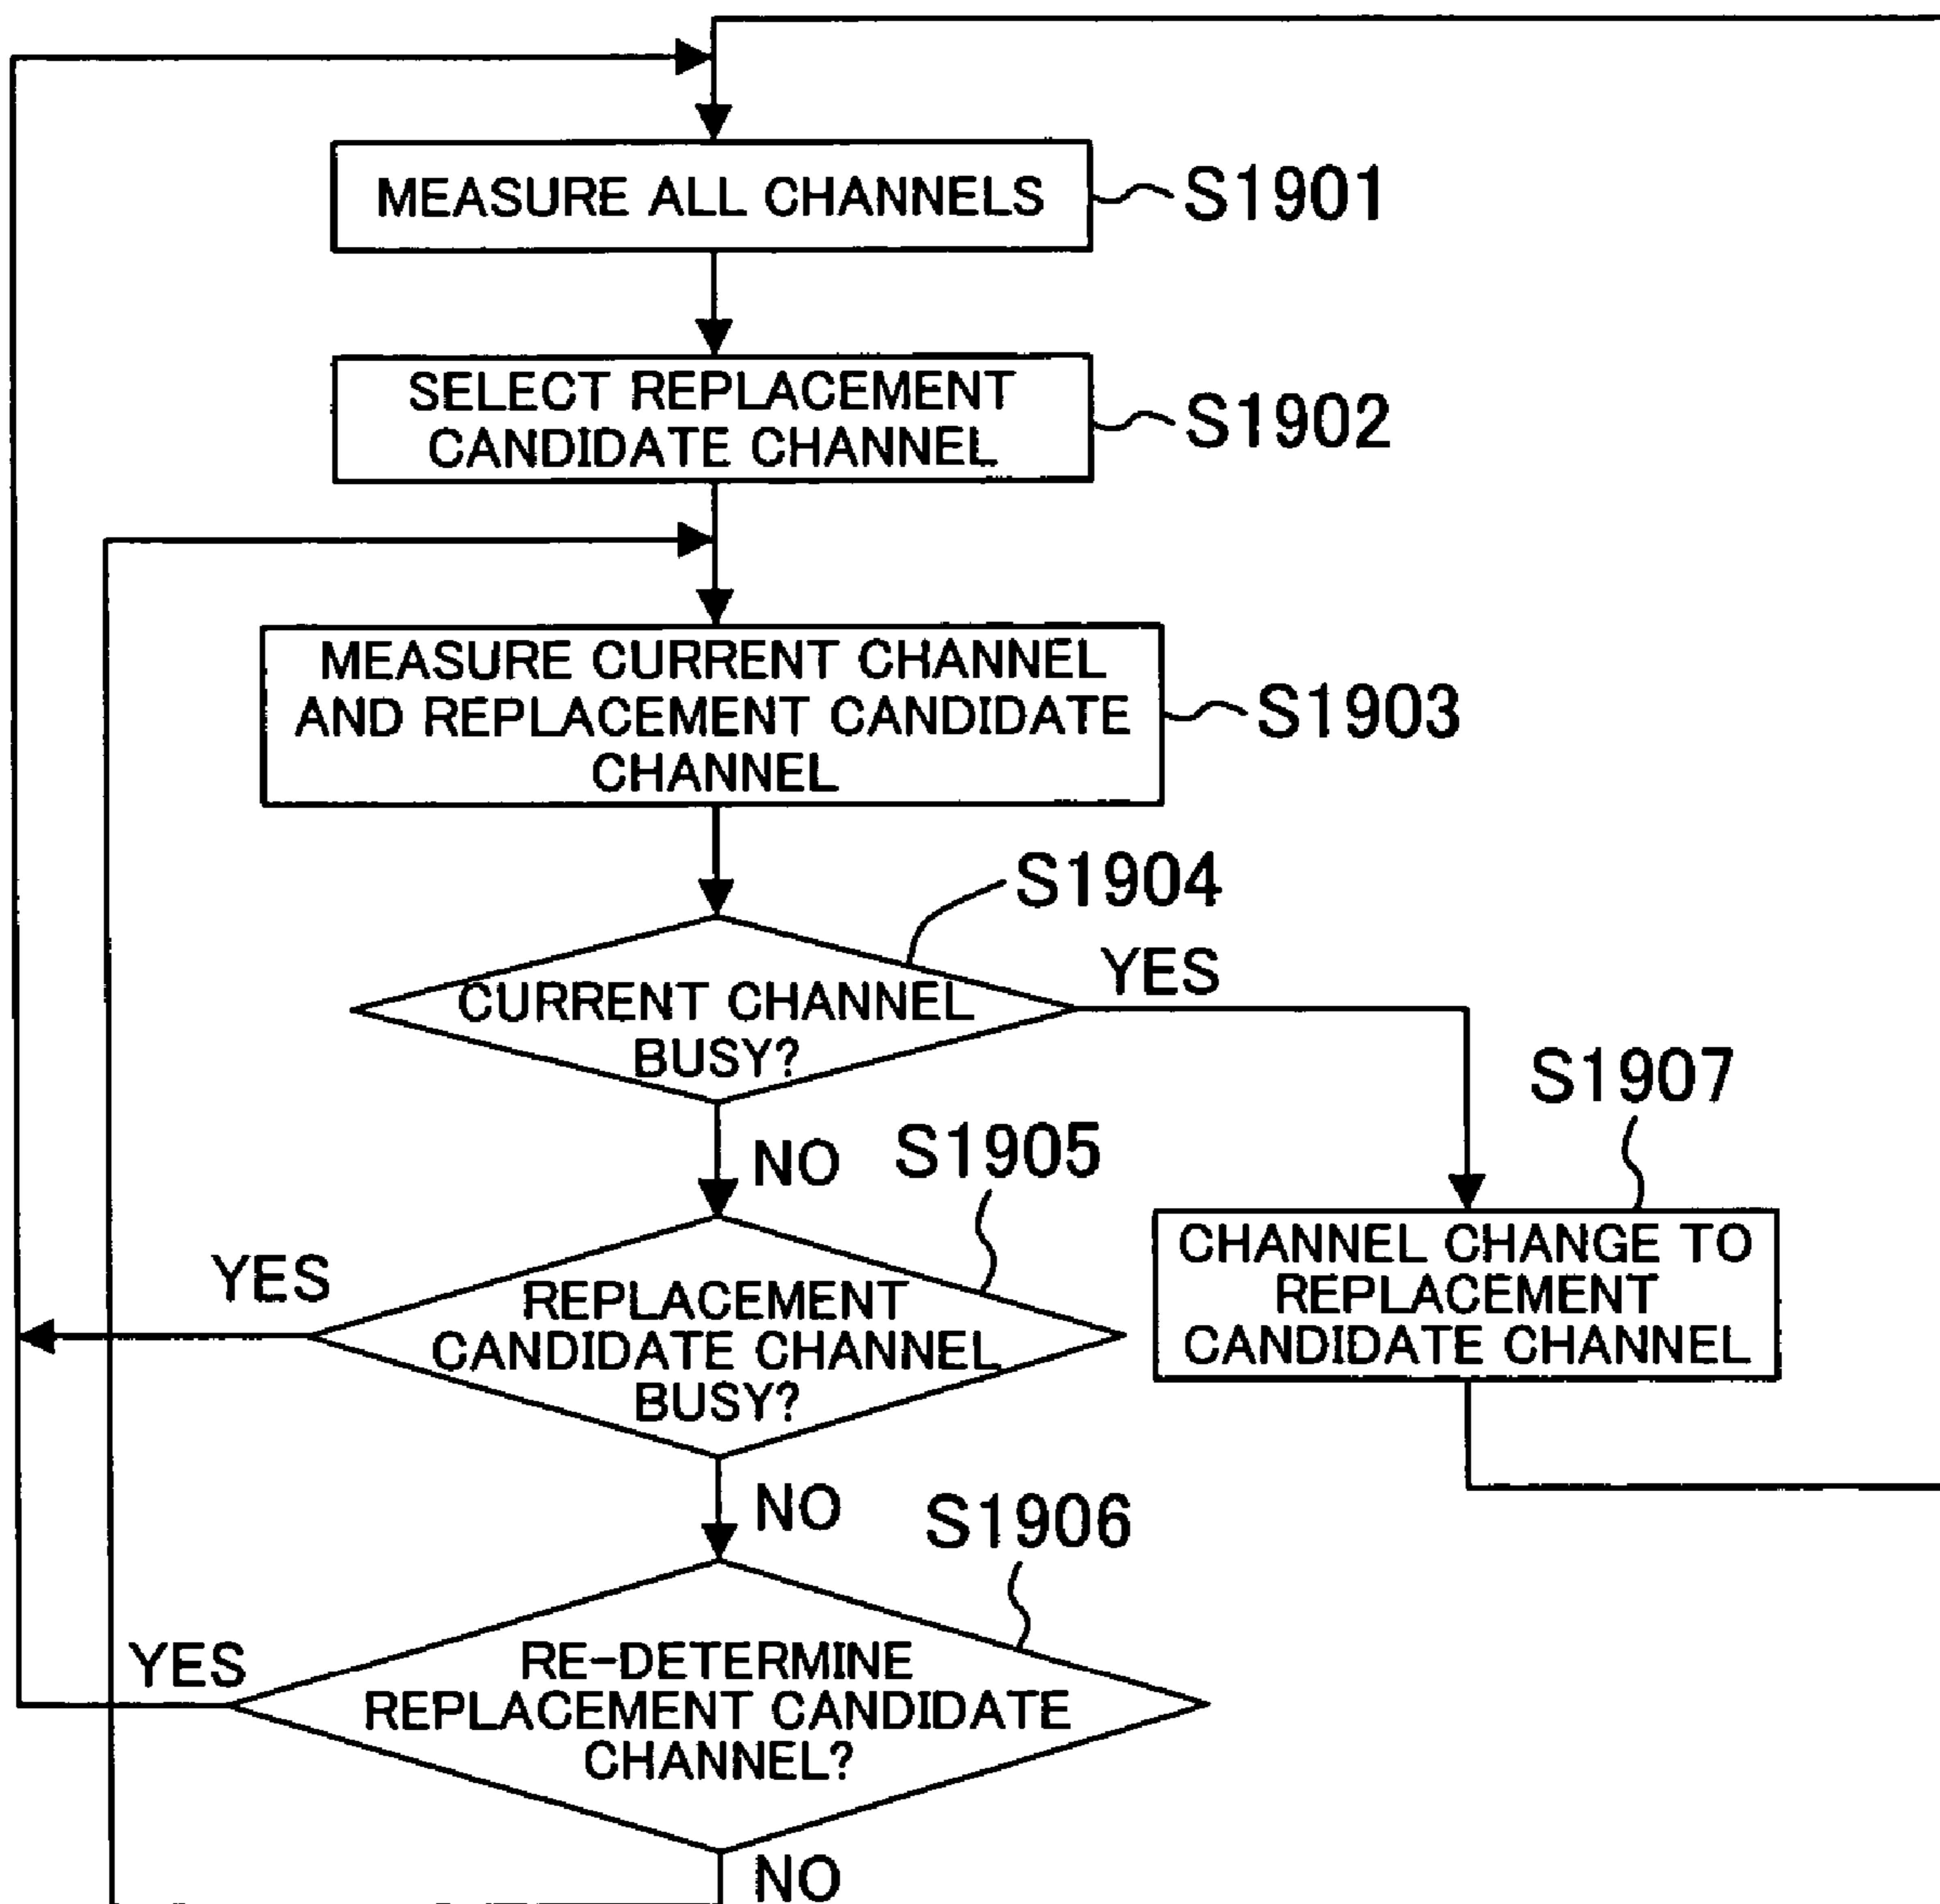 MEASURE ALL CHANNELS
S1901
SELECT REPLACEMENT
CANDIDATE CHANNEL
S1902
MEASURE CURRENT CHANNEL
AND REPLACEMENT CANDIDATE
CHANNEL
S1903
S1904
CURRENT CHANNEL
BUSY?
YES
NO
S1907
CHANNEL CHANGE TO
REPLACEMENT
CANDIDATE CHANNEL
S1905
REPLACEMENT
CANDIDATE CHANNEL
BUSY?
YES
NO
S1906
RE-DETERMINE
REPLACEMENT CANDIDATE
CHANNEL?
YES
NO